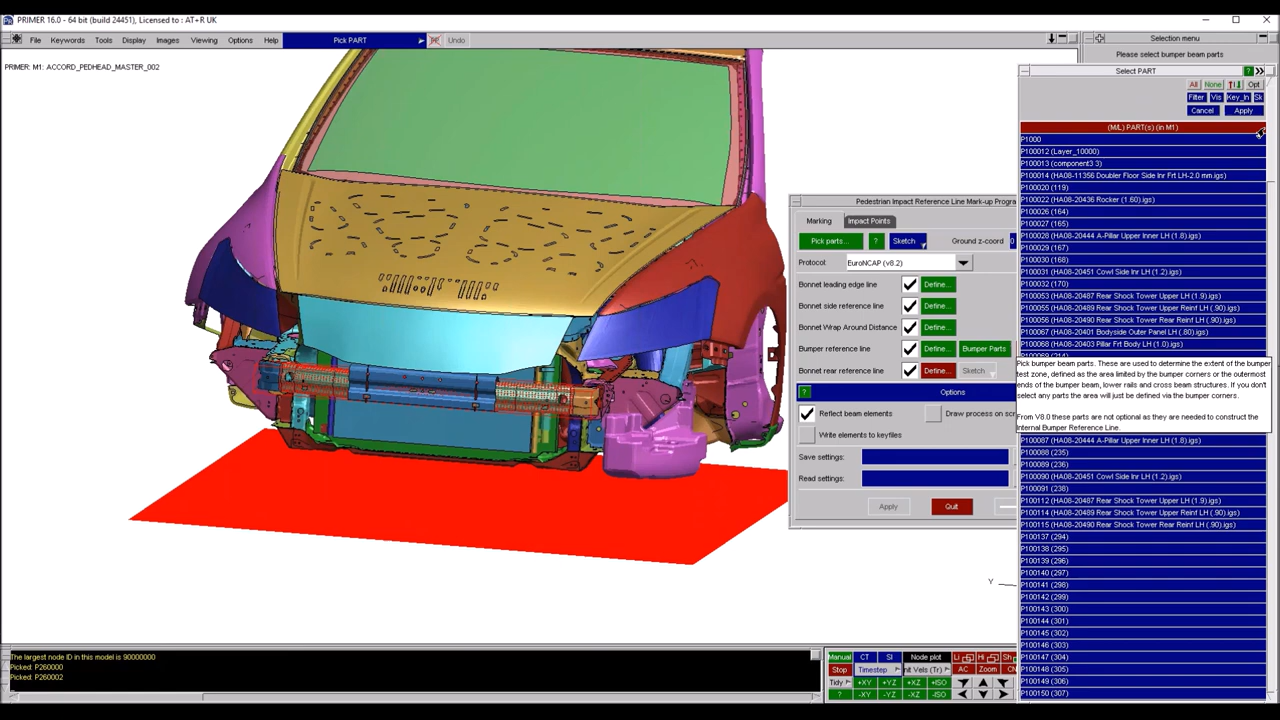 PRIMER 16.0 - 64 bit (build 24451), Licensed to : AT+R UK
File Keywords Tools Display Images Viewing Options Help Pick PART Undo
PRIMER: M1: ACCORD_PEDHEAD_MASTER_002
Selection menu
Please select bumper beam parts
Select PART
All None Opt
Filter Vis Key_In Sk
Cancel Apply
(M/L) PART(s) (in M1)
P1000
P100012 (Layer_10000)
P100013 (component3 3)
P100014 (HA08-11356 Doubler Floor Side Inr Frt LH-2.0 mm.igs)
P100020 (119)
P100022 (HA08-20436 Rocker (1.60).igs)
P100026 (164)
P100027 (165)
P100028 (HA08-20444 A-Pillar Upper Inner LH (1.8).igs)
P100029 (167)
P100030 (168)
P100031 (HA08-20451 Cowl Side Inr LH (1.2).igs)
P100032 (170)
P100053 (HA08-20487 Rear Shock Tower Upper LH (1.9).igs)
P100055 (HA08-20489 Rear Shock Tower Upper Reinf LH (.90).igs)
P100056 (HA08-20490 Rear Shock Tower Rear Reinf LH (.90).igs)
P100067 (HA08-20401 Bodyside Outer Panel LH (.80).igs)
P100068 (HA08-20403 Pillar Frt Body LH (1.0).igs)
Pick bumper beam parts. These are used to determine the extent of the bumper
test zone, defined as the area limited by the bumper corners or the outermost
ends of the bumper beam, lower rails and cross beam structures. If you don't
select any parts the area will just be defined via the bumper corners.
From V8.0 these parts are not optional as they are needed to construct the
Internal Bumper Reference Line.
P100087 (HA08-20444 A-Pillar Upper Inner LH (1.8).igs)
P100088 (235)
P100089 (236)
P100090 (HA08-20451 Cowl Side Inr LH (1.2).igs)
P100091 (238)
P100112 (HA08-20487 Rear Shock Tower Upper LH (1.9).igs)
P100114 (HA08-20489 Rear Shock Tower Upper Reinf LH (.90).igs)
P100115 (HA08-20490 Rear Shock Tower Rear Reinf LH (.90).igs)
P100137 (294)
P100138 (295)
P100139 (296)
P100140 (297)
P100141 (298)
P100142 (299)
P100143 (300)
P100144 (301)
P100145 (302)
P100146 (303)
P100147 (304)
P100148 (305)
P100149 (306)
P100150 (307)
Pedestrian Impact Reference Line Mark-up Progra
Marking Impact Points
Pick parts... ? Sketch Ground z-coord 0
Protocol: EuroNCAP (v8.2)
Bonnet leading edge line Define...
Bonnet side reference line Define...
Bonnet Wrap Around Distance Define...
Bumper reference line Define... Bumper Parts
Bonnet rear reference line Define... Sketch
? Options
Reflect beam elements Draw process on scr
Write elements to keyfiles
Save settings:
Read settings:
Apply Quit
Y
The largest node ID in this model is 90000000
Picked: P260000
Picked: P260002
Manual CT SI Node plot Li Hi Sh
Stop Timestep nit Vels (Tr) AC Zoom CN
Tidy +XY +YZ +XZ +ISO
? -XY -YZ -XZ -ISO